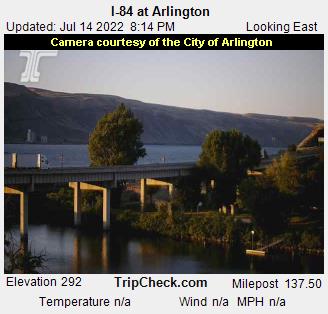 I-84 at Arlington
Updated: Jul 14 2022 8:14 PM Looking East
Camera courtesy of the City of Arlington
Elevation 292 TripCheck.com Milepost 137.50
Temperature n/a Wind n/a MPH n/a